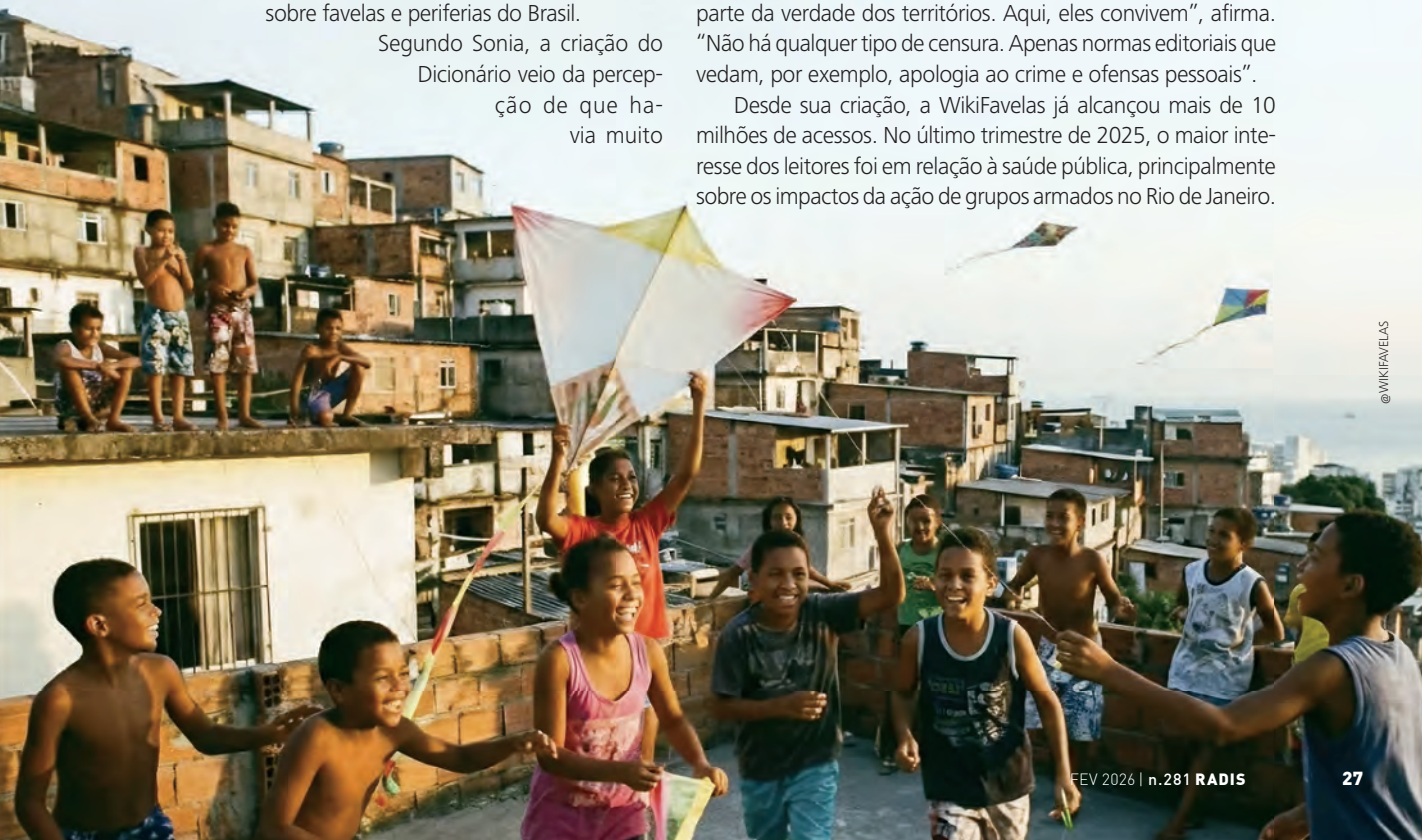 sobre favelas e periferias do Brasil.
Segundo Sonia, a criação do
Dicionário veio da percep-
ção de que ha-
via muito
parte da verdade dos territórios. Aqui, eles convivem”, afirma.
“Não há qualquer tipo de censura. Apenas normas editoriais que
vedam, por exemplo, apologia ao crime e ofensas pessoais”.
Desde sua criação, a WikiFavelas já alcançou mais de 10
milhões de acessos. No último trimestre de 2025, o maior inte-
resse dos leitores foi em relação à saúde pública, principalmente
sobre os impactos da ação de grupos armados no Rio de Janeiro.
@WIKIFAVELAS
FEV 2026 | n.281 RADIS 27